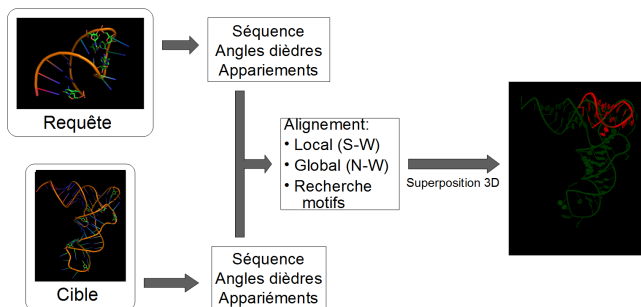 Requête
Séquence
Angles dièdres
Appariements
Alignement:
• Local (S-W)
• Global (N-W)
• Recherche
motifs
Superposition 3D
Cible
Séquence
Angles dièdres
Appariéments